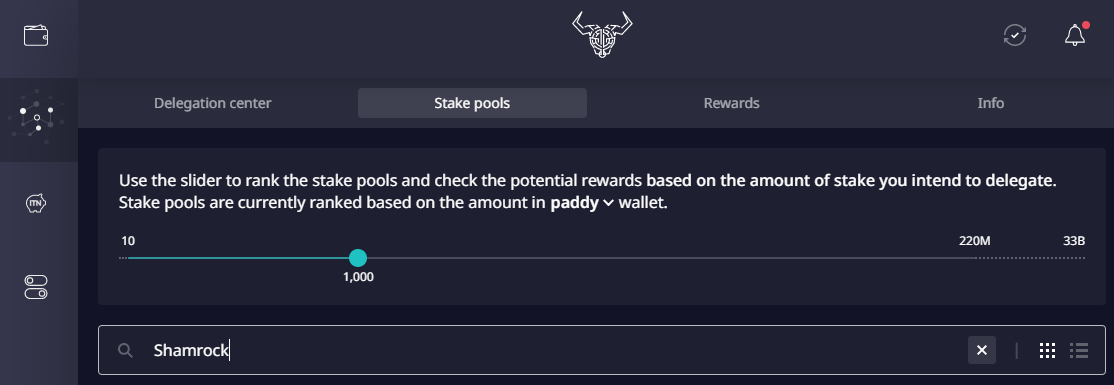 Delegation center
Stake pools
Rewards
Info
Use the slider to rank the stake pools and check the potential rewards based on the amount of stake you intend to delegate.
Stake pools are currently ranked based on the amount in paddy wallet.
10
220M
33B
1,000
ITN
Shamrock